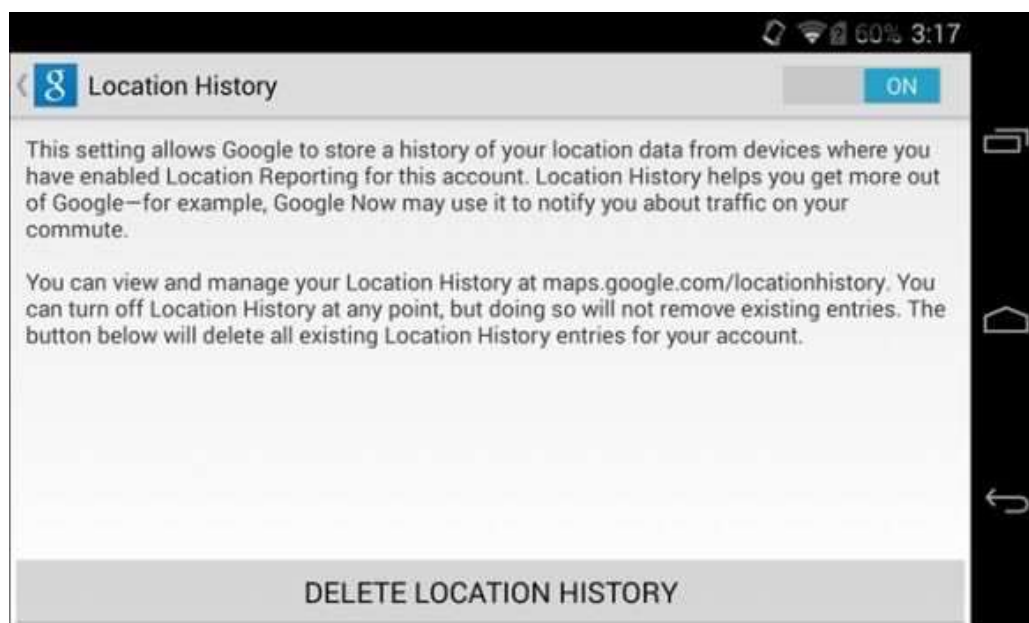 60% 3:17
g Location History ON
This setting allows Google to store a history of your location data from devices where you
have enabled Location Reporting for this account. Location History helps you get more out
of Google—for example, Google Now may use it to notify you about traffic on your
commute.
You can view and manage your Location History at maps.google.com/locationhistory. You
can turn off Location History at any point, but doing so will not remove existing entries. The
button below will delete all existing Location History entries for your account.
DELETE LOCATION HISTORY